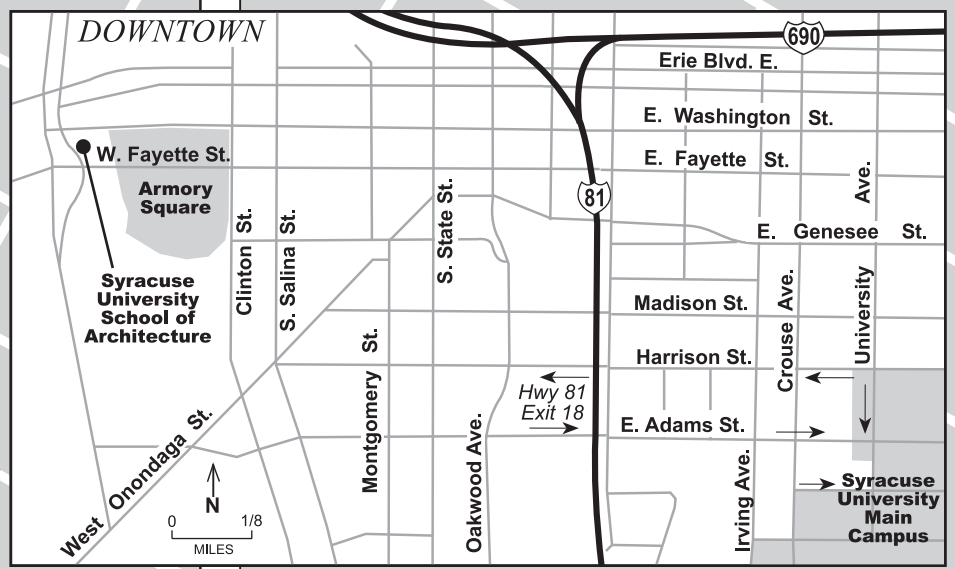 DOWNTOWN
690
Erie Blvd. E.
E. Washington St.
W. Fayette St.
E. Fayette St.
Armory
Square
81
Ave.
S. State St.
Clinton St.
S. Salina St.
E. Genesee St.
Syracuse
University
School of
Architecture
Madison St.
Crouse Ave.
University
Montgomery St.
Harrison St.
Hwy 81
Exit 18
E. Adams St.
West Onondaga St.
Oakwood Ave.
Irving Ave.
N
0 1/8
MILES
Syracuse
University
Main
Campus